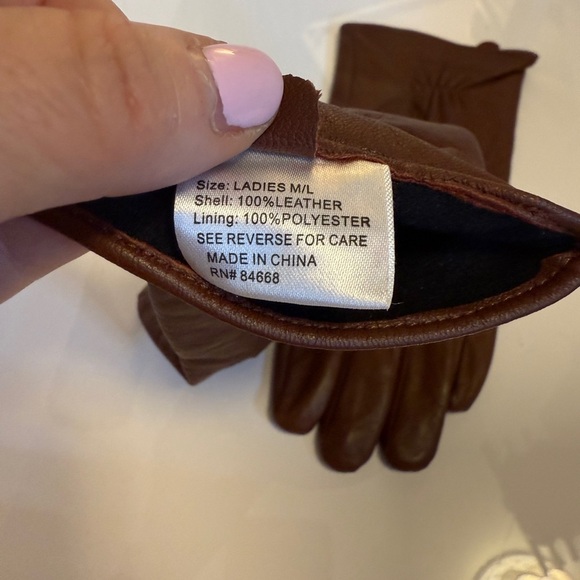 Size: LADIES M/L
Shell: 100%LEATHER
Lining: 100%POLYESTER
SEE REVERSE FOR CARE
MADE IN CHINA
RN# 84668